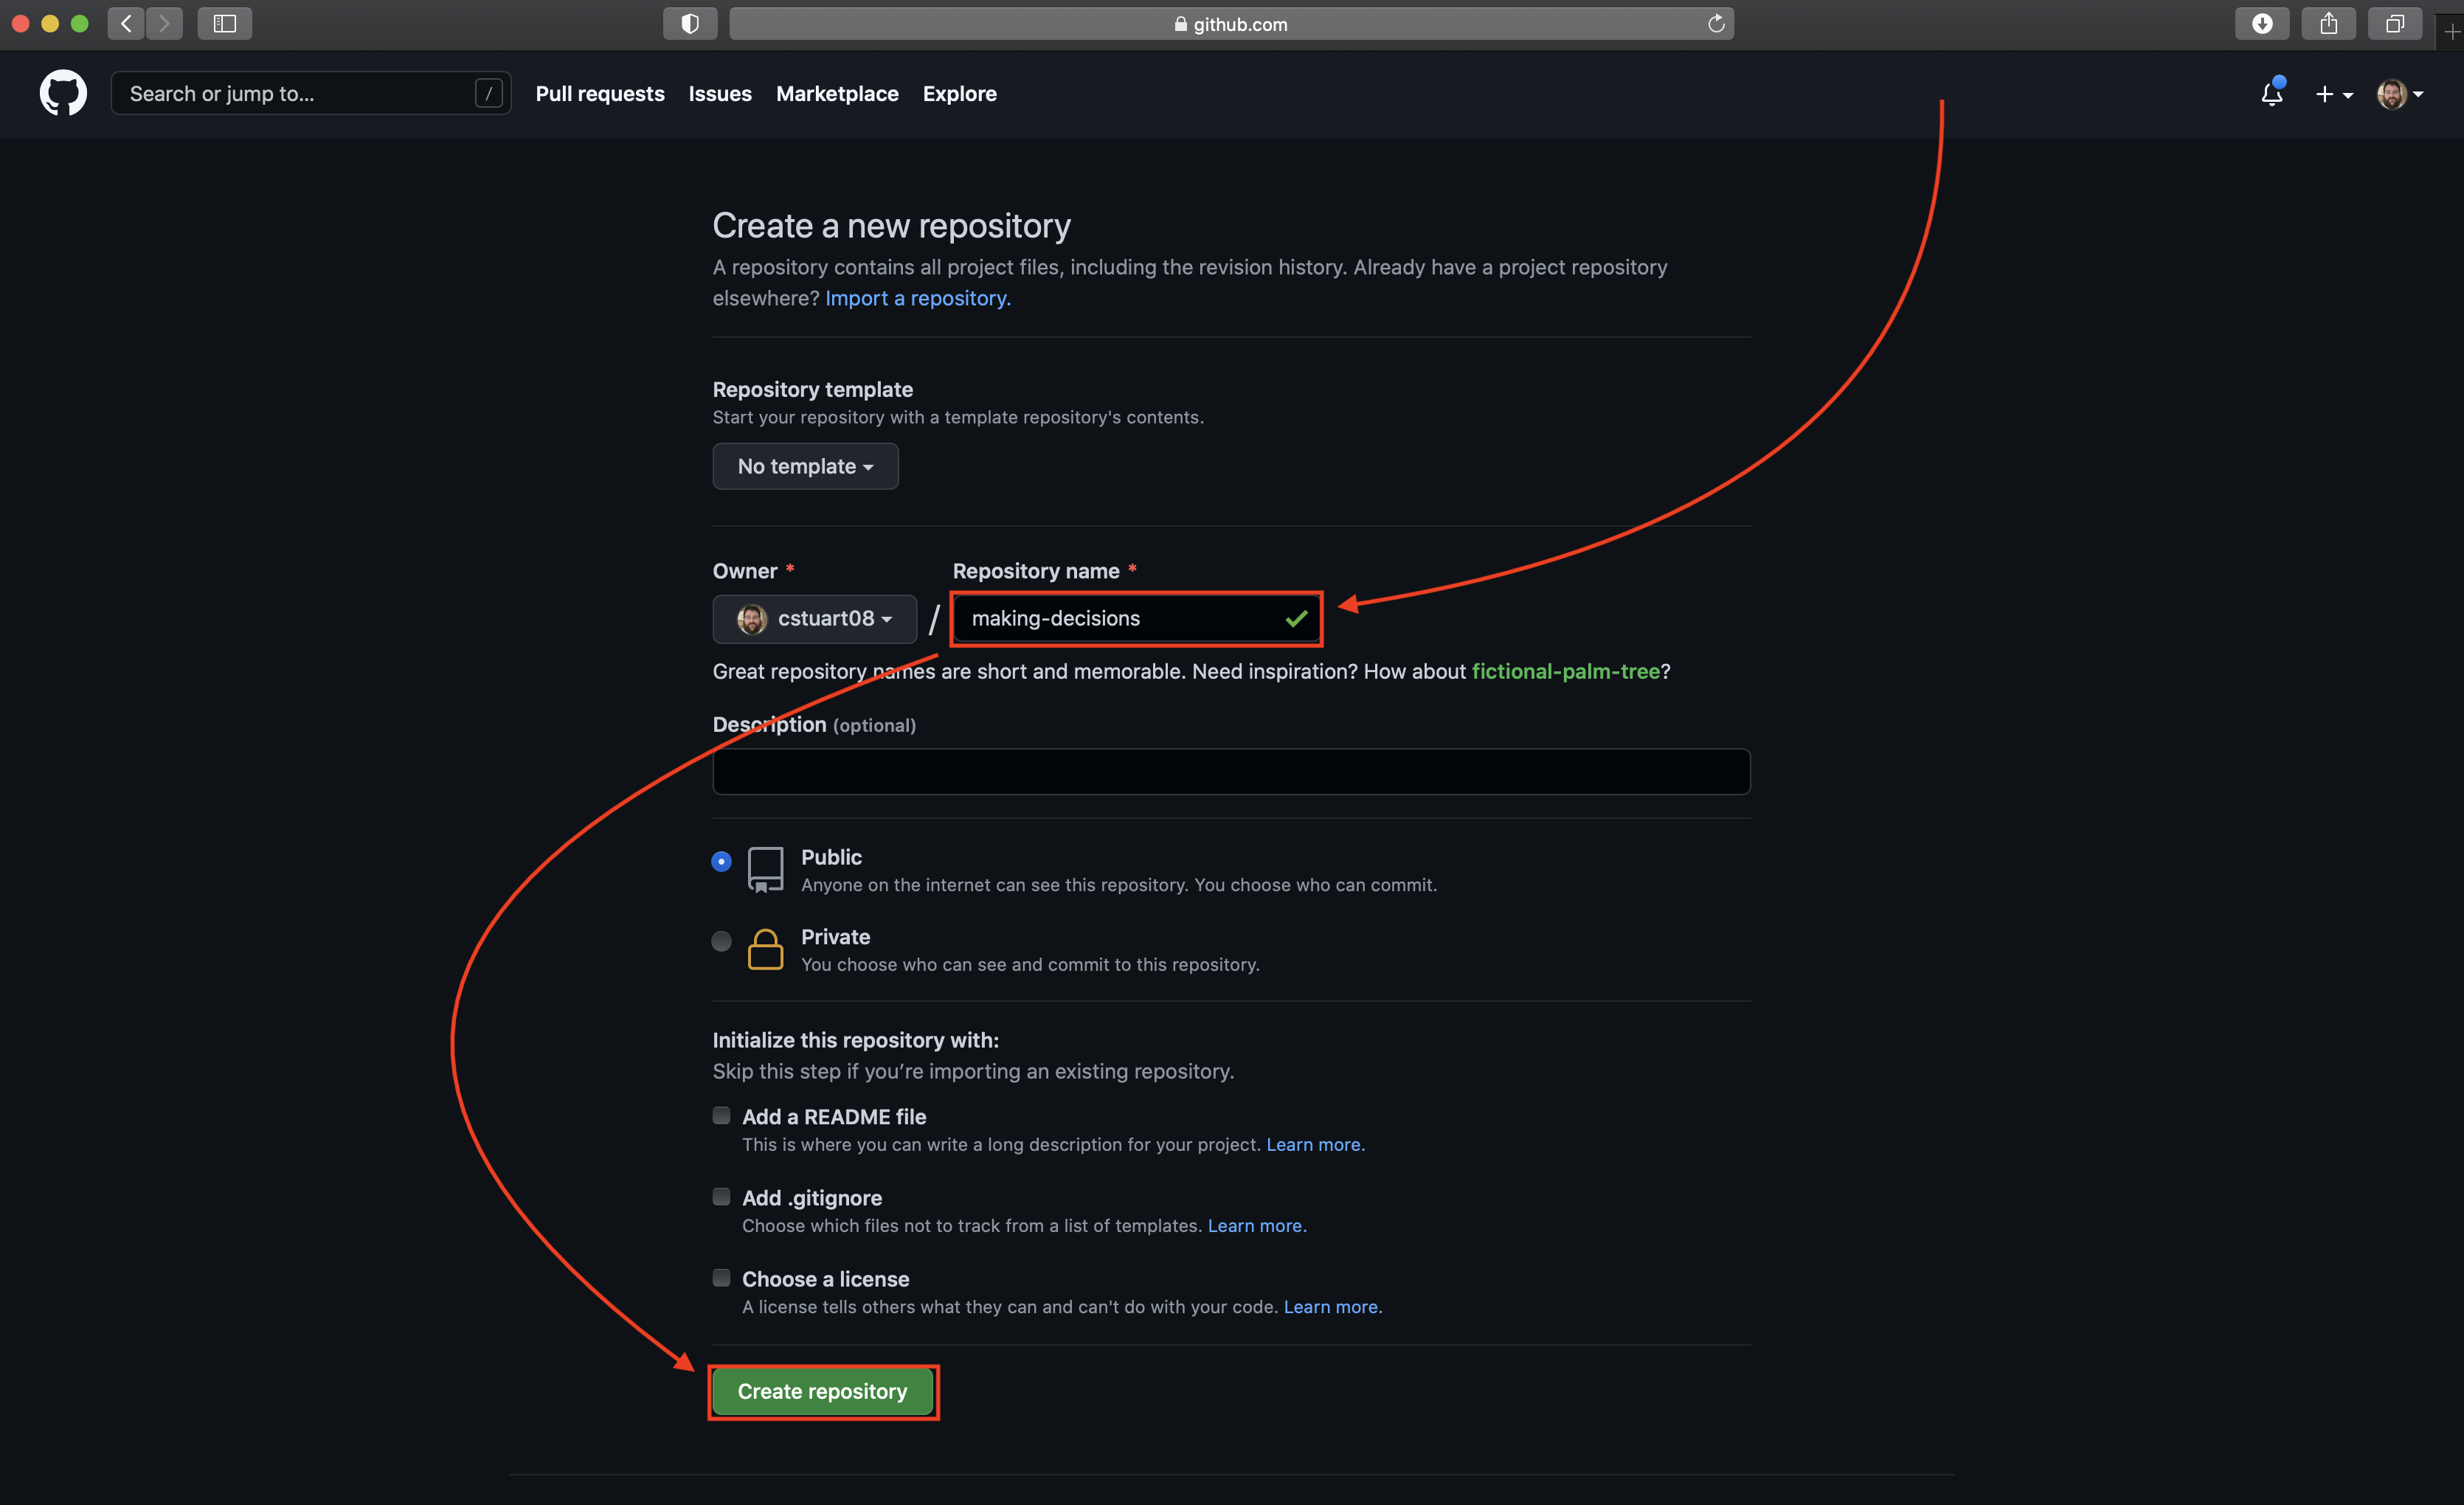 github.com
Search or jump to... /
Pull requests Issues Marketplace Explore
Create a new repository
A repository contains all project files, including the revision history. Already have a project repository
elsewhere? Import a repository.
Repository template
Start your repository with a template repository's contents.
No template
Owner * Repository name *
cstuart08 / making-decisions
Great repository names are short and memorable. Need inspiration? How about fictional-palm-tree?
Description (optional)
Public
Anyone on the internet can see this repository. You choose who can commit.
Private
You choose who can see and commit to this repository.
Initialize this repository with:
Skip this step if you’re importing an existing repository.
Add a README file
This is where you can write a long description for your project. Learn more.
Add .gitignore
Choose which files not to track from a list of templates. Learn more.
Choose a license
A license tells others what they can and can't do with your code. Learn more.
Create repository